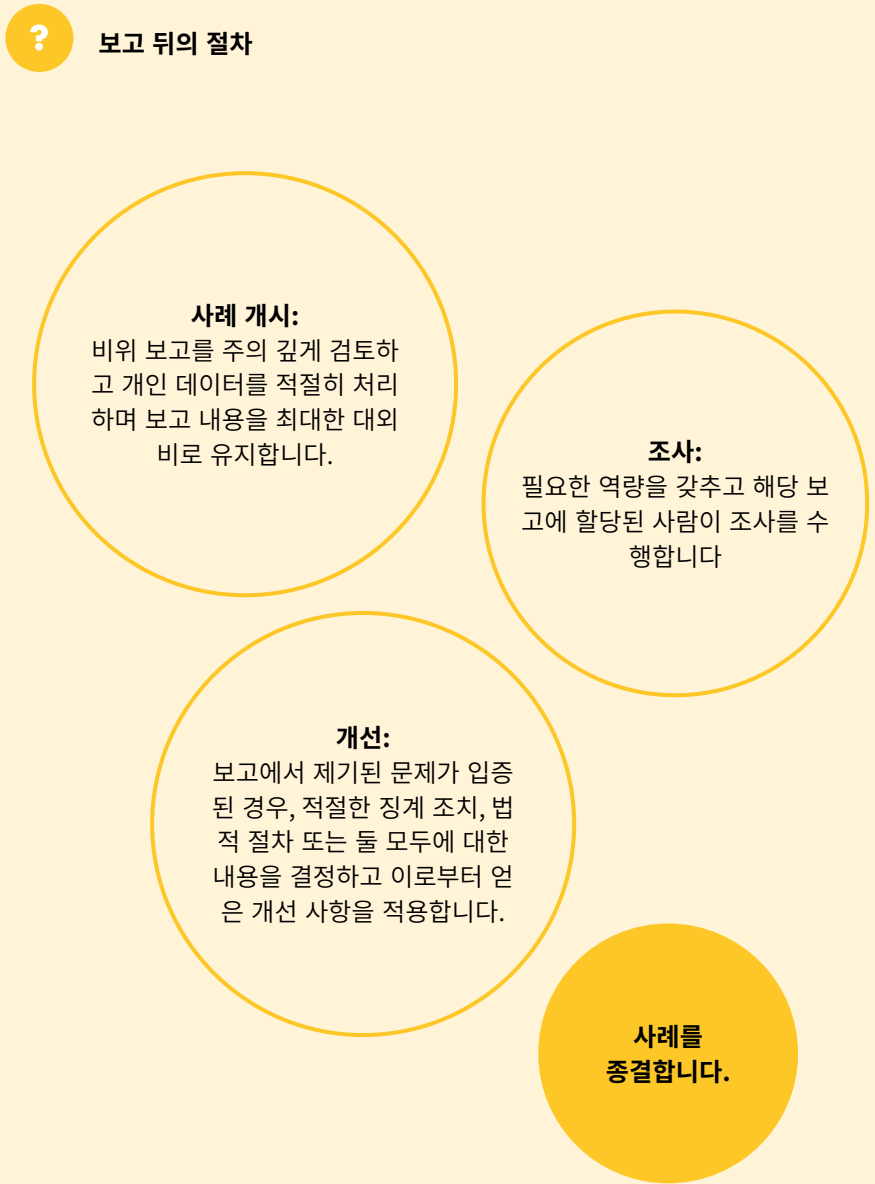 ?
보고 뒤의 절차
사례 개시:
비위 보고를 주의 깊게 검토하
고 개인 데이터를 적절히 처리
하며 보고 내용을 최대한 대외
비로 유지합니다.
조사:
필요한 역량을 갖추고 해당 보
고에 할당된 사람이 조사를 수
행합니다
개선:
보고에서 제기된 문제가 입증
된 경우, 적절한 징계 조치, 법
적 절차 또는 둘 모두에 대한
내용을 결정하고 이로부터 얻
은 개선 사항을 적용합니다.
사례를
종결합니다.